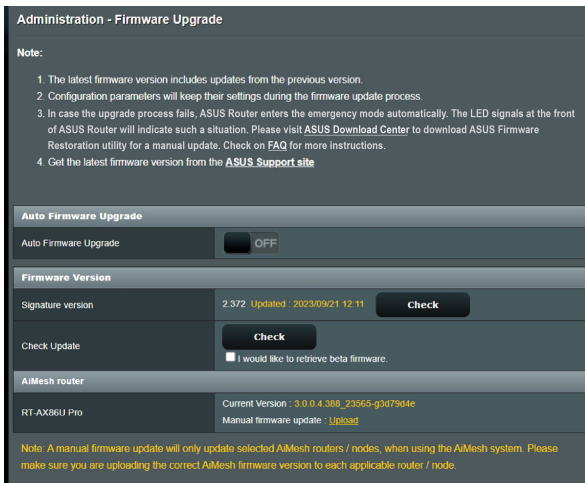 Administration - Firmware Upgrade
Note:
1. The latest firmware version includes updates from the previous version.
2. Configuration parameters will keep their settings during the firmware update process.
3. In case the upgrade process fails, ASUS Router enters the emergency mode automatically. The LED signals at the front
of ASUS Router will indicate such a situation. Please visit ASUS Download Center to download ASUS Firmware
Restoration utility for a manual update. Check on FAQ for more instructions.
4. Get the latest firmware version from the ASUS Support site
Auto Firmware Upgrade
Auto Firmware Upgrade OFF
Firmware Version
Signature version 2.372 Updated : 2023/09/21 12:11 Check
Check Update Check
I would like to retrieve beta firmware.
AiMesh router
RT-AX86U Pro Current Version : 3.0.0.4.388_23565-g3d79d4e
Manual firmware update : Upload
Note: A manual firmware update will only update selected AiMesh routers / nodes, when using the AiMesh system. Please
make sure you are uploading the correct AiMesh firmware version to each applicable router / node.